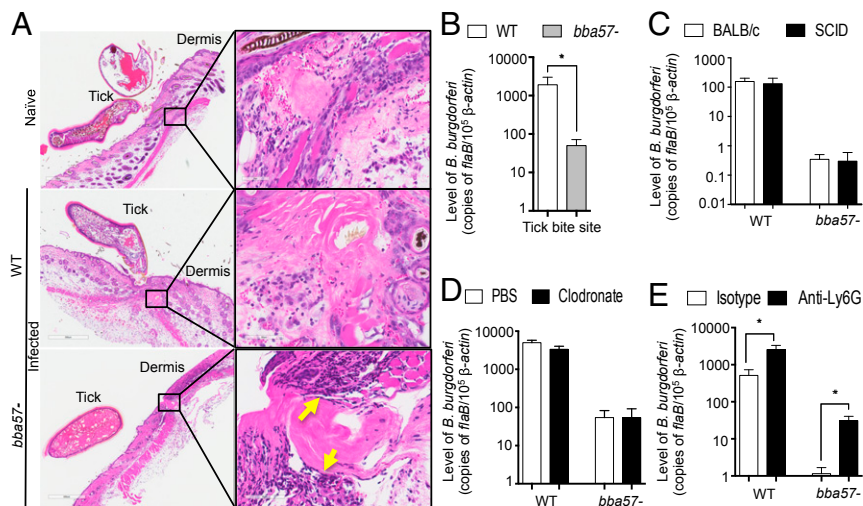 A
Naïve
Tick
Dermis
Infected
WT
Tick
Dermis
bba57-
Tick
Dermis
B
WT
bba57-
Level of B. burgdorferi
(copies of flaB/10⁵ β-actin)
10000
1000
100
10
1
*
Tick bite site
C
BALB/c
SCID
Level of B. burgdorferi
(copies of flaB/10⁵ β-actin)
10000
1000
100
10
1
0.1
0.01
WT
bba57-
D
PBS
Clodronate
Level of B. burgdorferi
(copies of flaB/10⁵ β-actin)
10000
1000
100
10
1
WT
bba57-
E
Isotype
Anti-Ly6G
Level of B. burgdorferi
(copies of flaB/10⁵ β-actin)
10000
1000
100
10
1
*
*
WT
bba57-